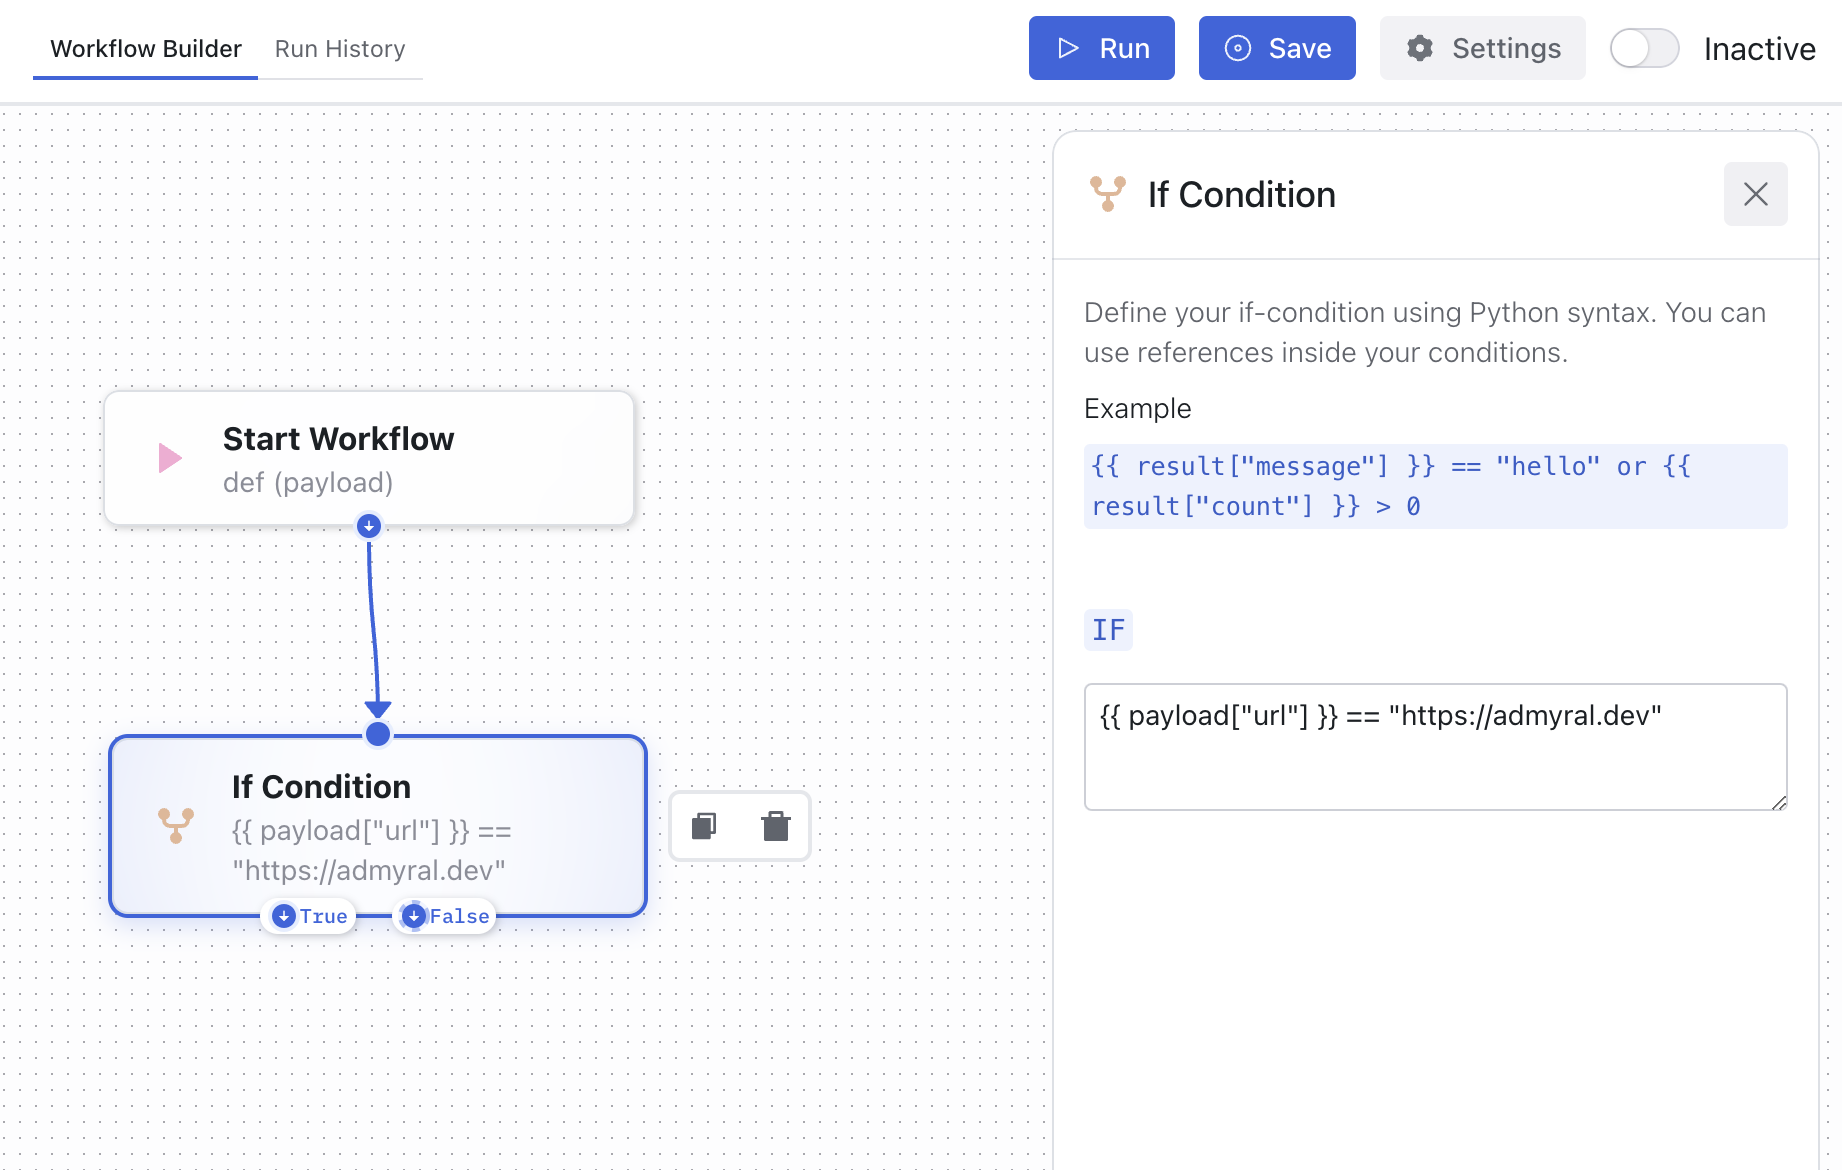 Workflow Builder
Run History
Run
Save
Settings
Inactive
Start Workflow
def (payload)
If Condition
{{ payload["url"] }} ==
"https://admyral.dev"
True
False
If Condition
Define your if-condition using Python syntax. You can
use references inside your conditions.
Example
{{ result["message"] }} == "hello" or {{
result["count"] }} > 0
IF
{{ payload["url"] }} == "https://admyral.dev"